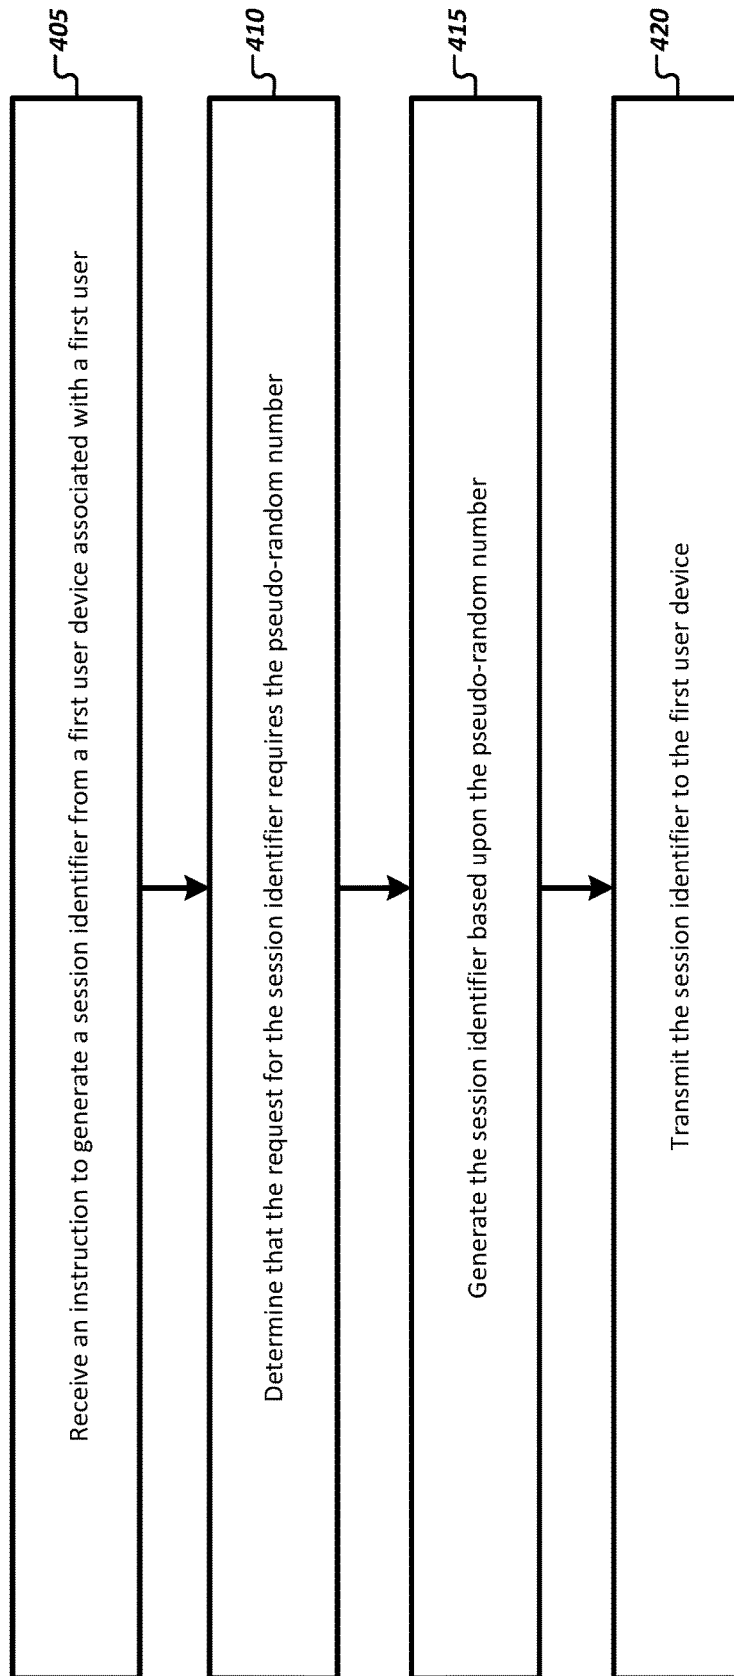 405
Receive an instruction to generate a session identifier from a first user device associated with a first user
410
Determine that the request for the session identifier requires the pseudo-random number
415
Generate the session identifier based upon the pseudo-random number
420
Transmit the session identifier to the first user device